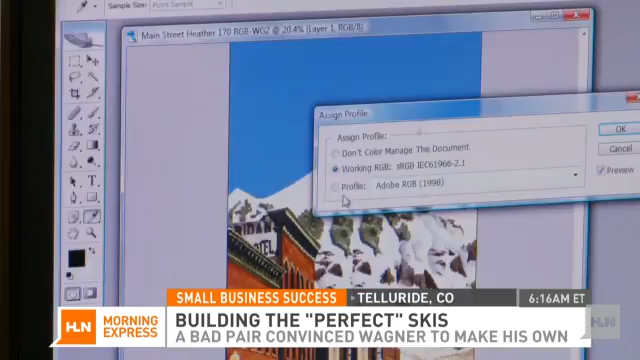 Sample Size: Point Sample
Main Street Heather 170 RGB-WG2 @ 20.4% (Layer 1, RGB/8)
Assign Profile
Assign Profile:
Don't Color Manage This Document
Working RGB: sRGB IEC61966-2.1
Profile: Adobe RGB (1998)
OK
Cancel
Preview
HOTEL
SMALL BUSINESS SUCCESS TELLURIDE, CO 6:16AM ET
HLN MORNING EXPRESS
BUILDING THE "PERFECT" SKIS
A BAD PAIR CONVINCED WAGNER TO MAKE HIS OWN
HLN